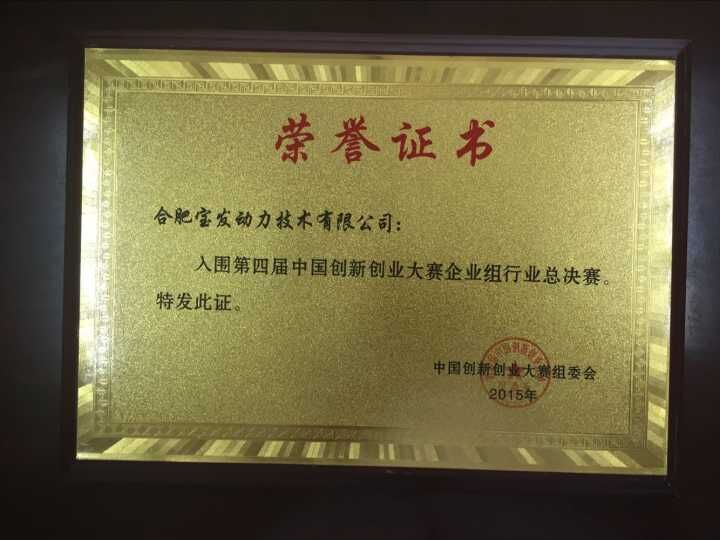 荣誉证书
合肥宝发动力技术有限公司：
入围第四届中国创新创业大赛企业组行业总决赛。
特发此证。
中国创新创业大赛组委会
2015年